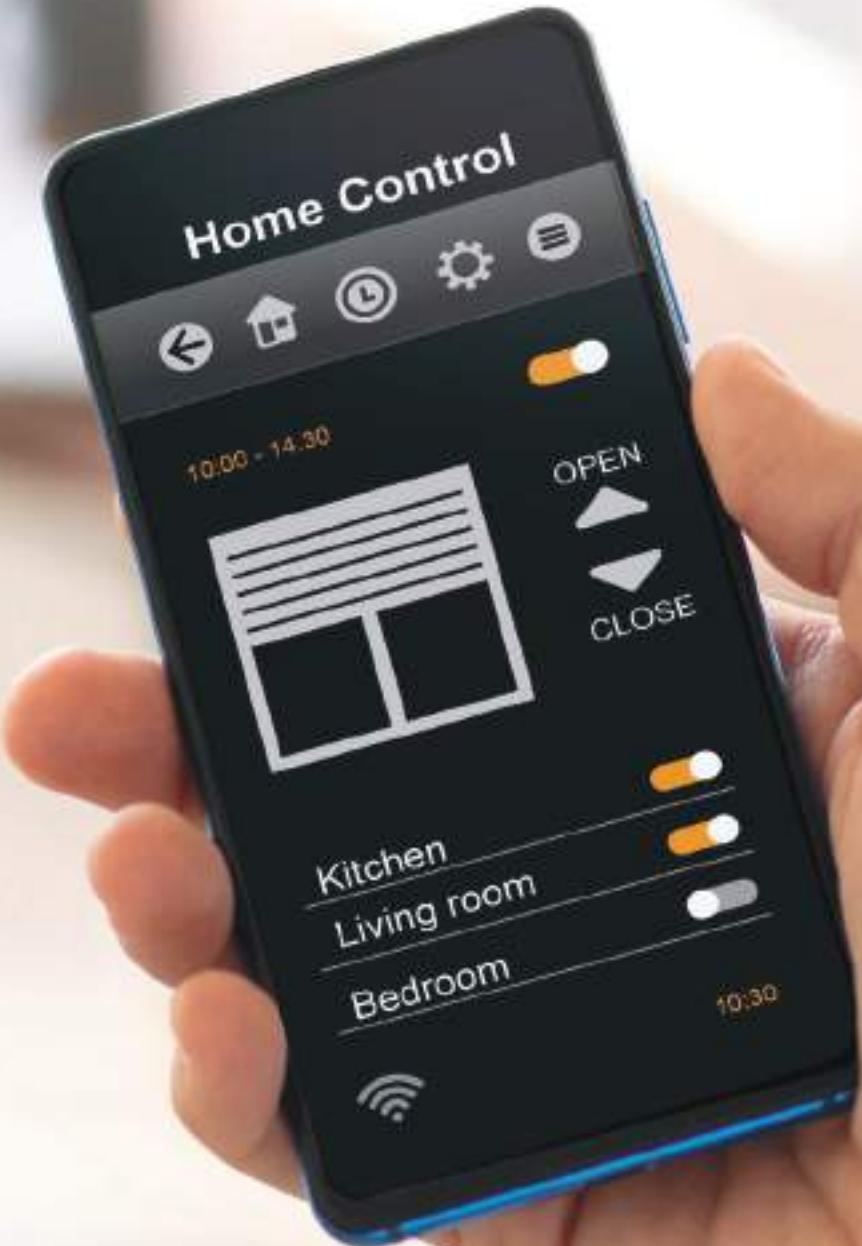 Home Control
10:00 - 14.30
OPEN
CLOSE
Kitchen
Living room
Bedroom
10:30